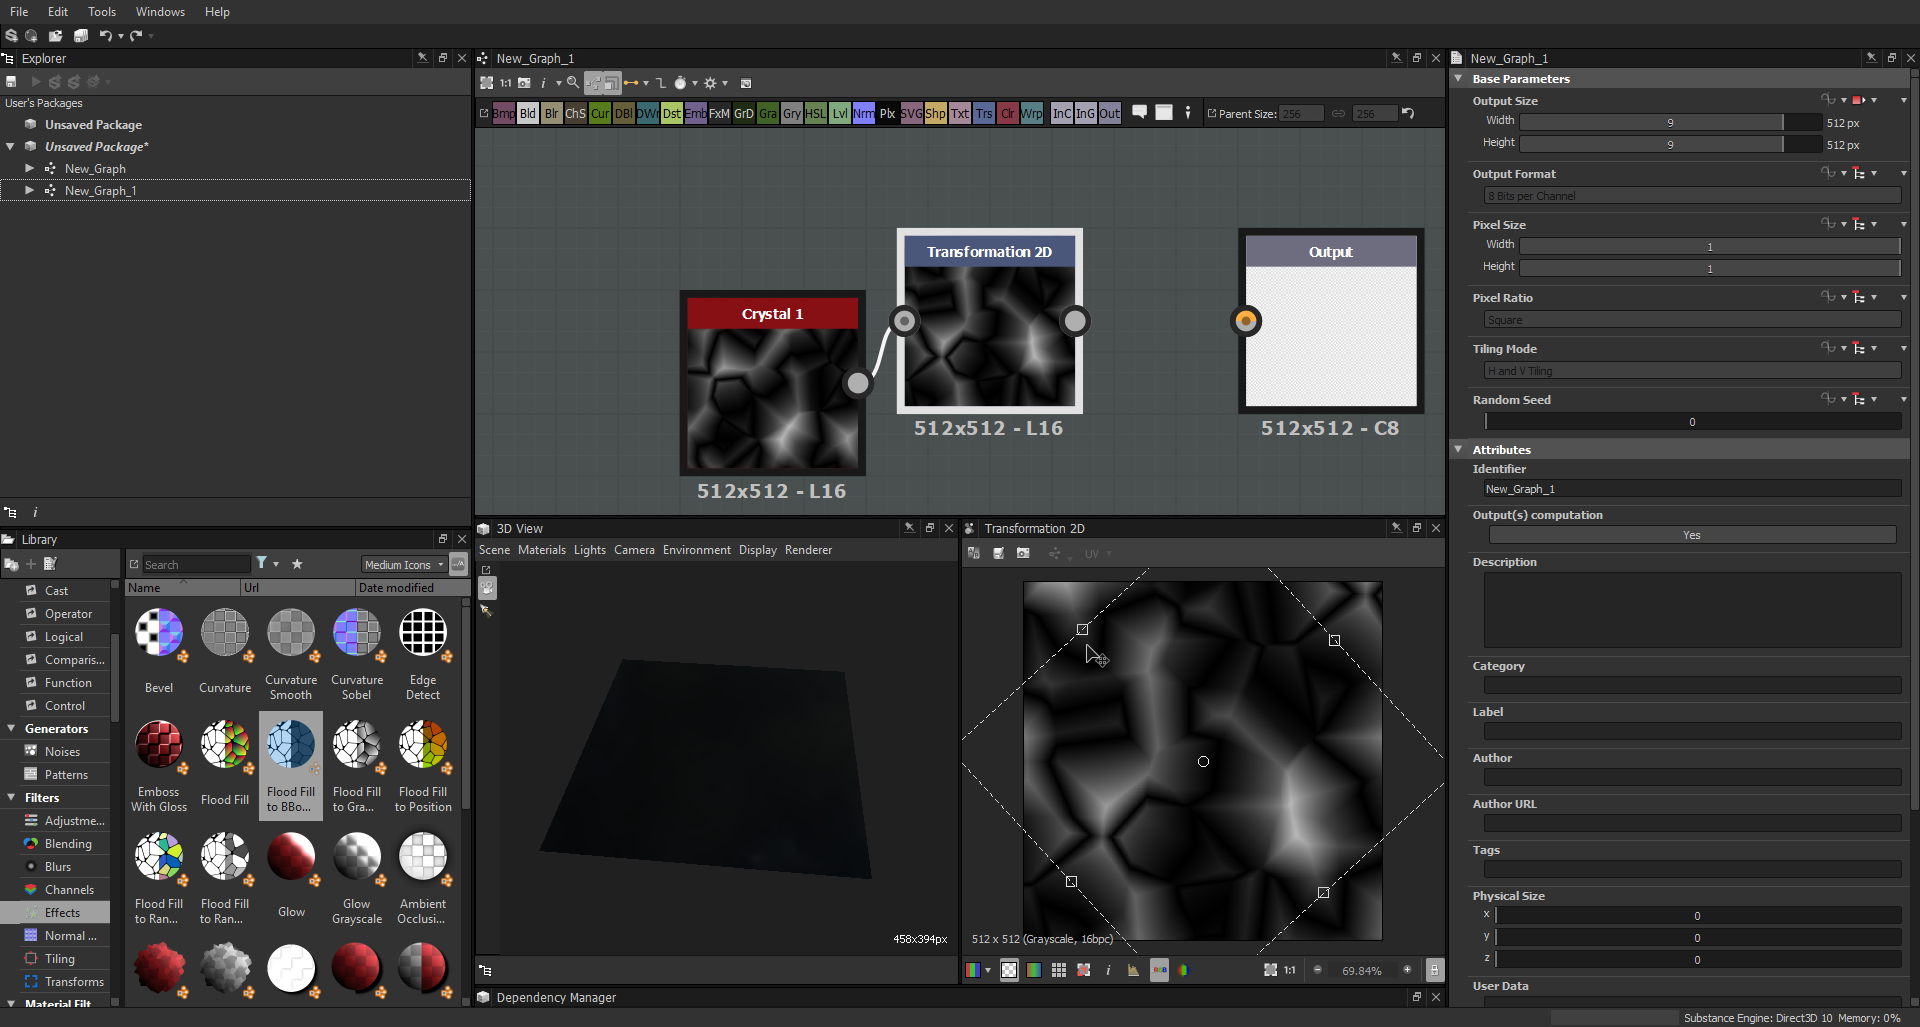 File Edit Tools Windows Help
Explorer
User's Packages
Unsaved Package
Unsaved Package*
New_Graph
New_Graph_1
New_Graph_1
1:1
Bmp Bld Blr ChS Cur DBl DWr Dst Emb FxM GrD Gra Gry HSL Lvl Nrm Plx SVG Shp Txt Trs Clr Wrp InC InG Out
Parent Size: 256 256
Transformation 2D
512x512 - L16
Crystal 1
512x512 - L16
Output
512x512 - C8
Library
Search
Medium Icons
Name Url Date modified
Cast
Operator
Logical
Comparis...
Function
Control
Generators
Noises
Patterns
Filters
Adjustme...
Blending
Blurs
Channels
Effects
Normal ...
Tiling
Transforms
Material Filt
Bevel
Curvature
Curvature Smooth
Curvature Sobel
Edge Detect
Emboss With Gloss
Flood Fill
Flood Fill to BBo...
Flood Fill to Gra...
Flood Fill to Position
Flood Fill to Ran...
Flood Fill to Ran...
Glow
Glow Grayscale
Ambient Occlusi...
3D View
Scene Materials Lights Camera Environment Display Renderer
458x394px
Transformation 2D
UV
512 x 512 (Grayscale, 16bpc)
RGB
1:1
69.84%
Dependency Manager
New_Graph_1
Base Parameters
Output Size
Width 9 512 px
Height 9 512 px
Output Format
8 Bits per Channel
Pixel Size
Width 1
Height 1
Pixel Ratio
Square
Tiling Mode
H and V Tiling
Random Seed
0
Attributes
Identifier
New_Graph_1
Output(s) computation
Yes
Description
Category
Label
Author
Author URL
Tags
Physical Size
x 0
y 0
z 0
User Data
Substance Engine: Direct3D 10 Memory: 0%